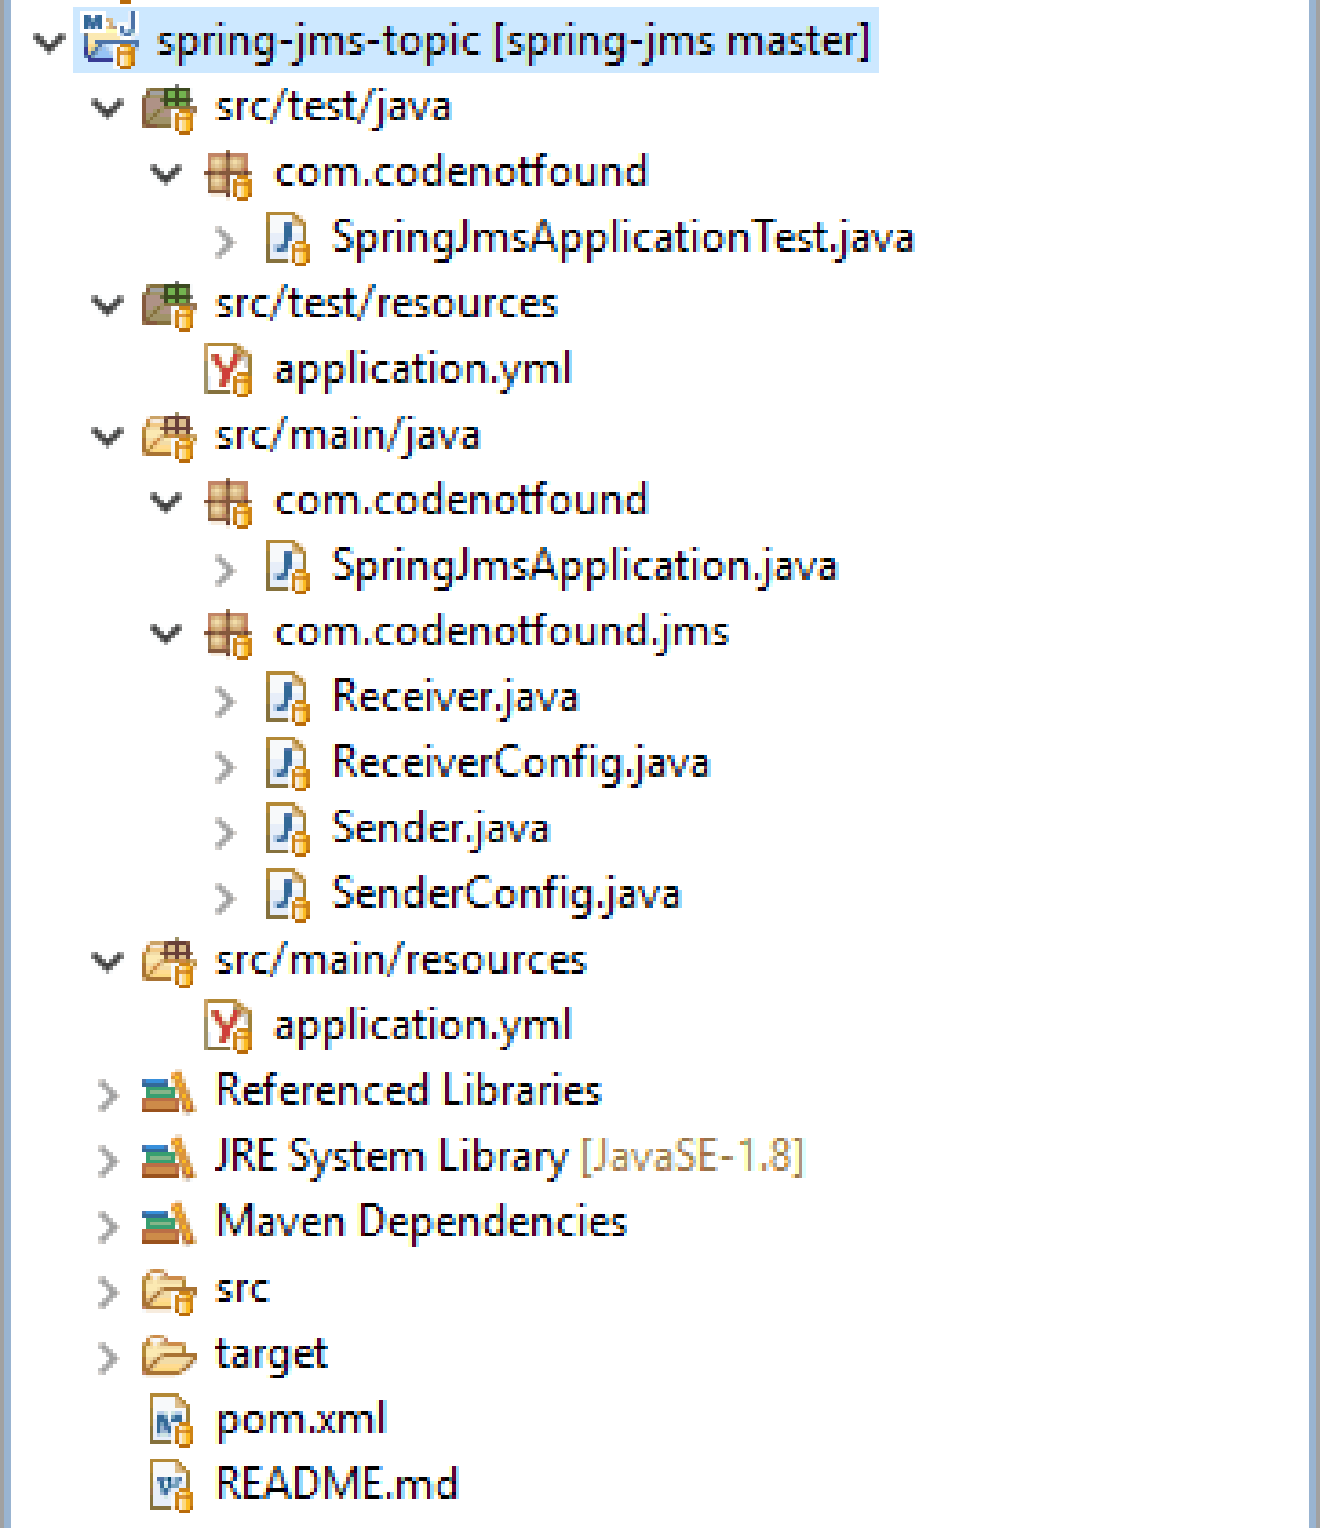 spring-jms-topic [spring-jms master]
src/test/java
com.codenotfound
SpringJmsApplicationTest.java
src/test/resources
application.yml
src/main/java
com.codenotfound
SpringJmsApplication.java
com.codenotfound.jms
Receiver.java
ReceiverConfig.java
Sender.java
SenderConfig.java
src/main/resources
application.yml
Referenced Libraries
JRE System Library [JavaSE-1.8]
Maven Dependencies
src
target
pom.xml
README.md